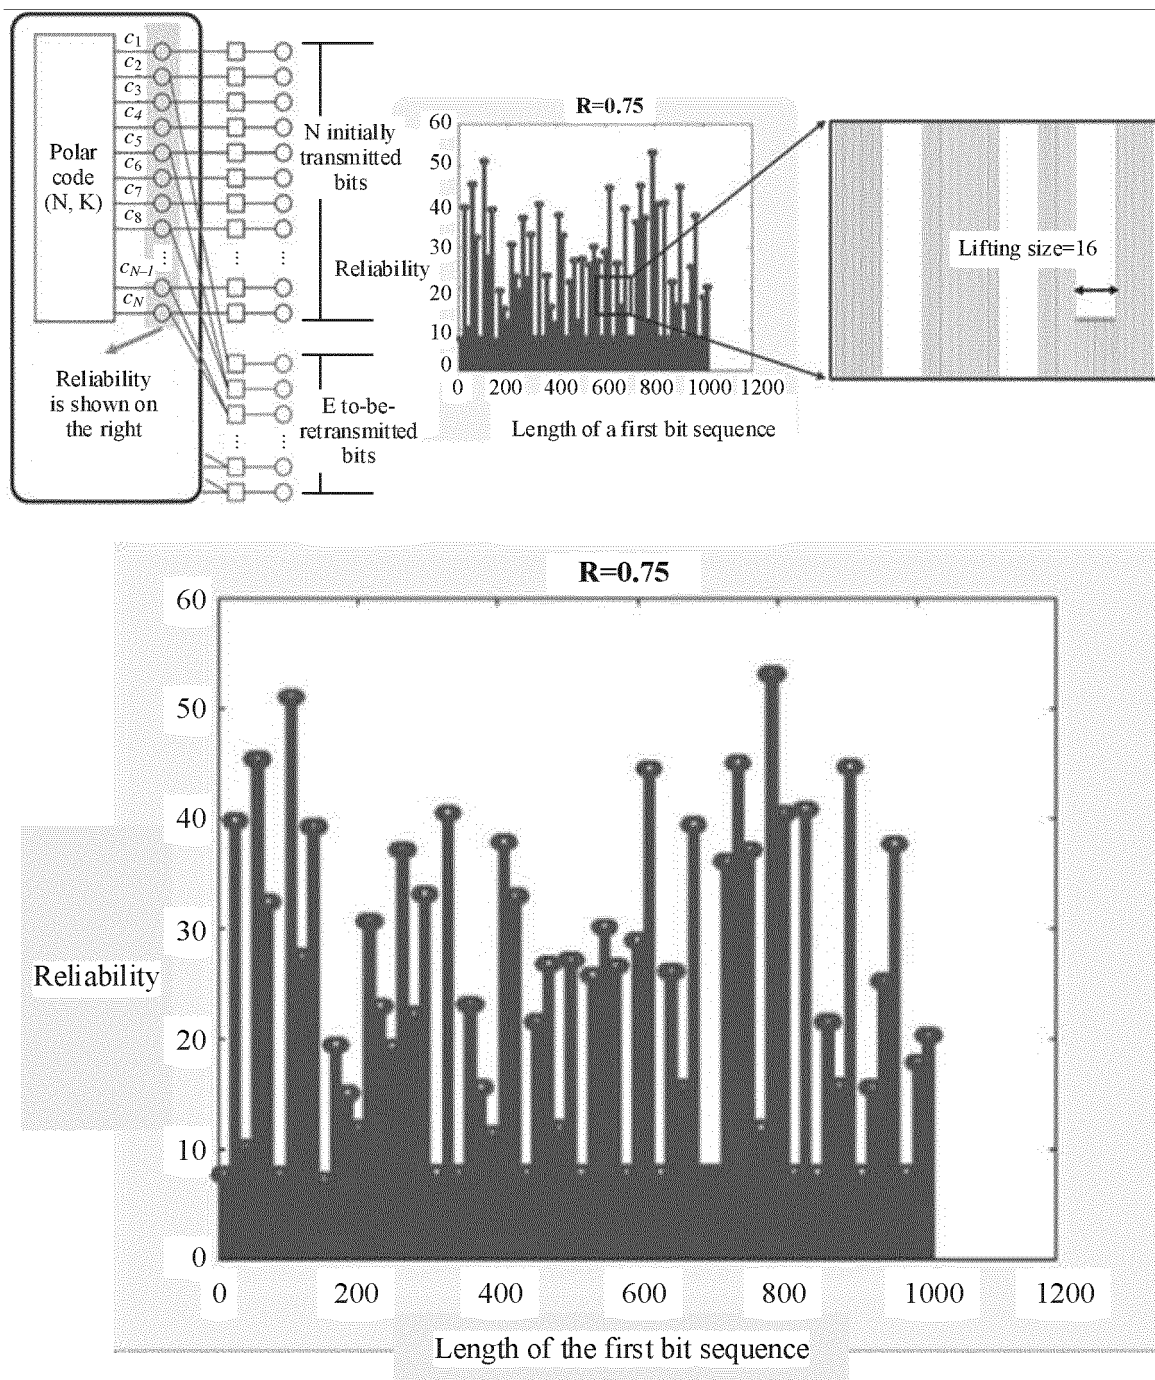 c1
c2
c3
c4
c5
c6
c7
c8
cN–1
cN
Polar
code
(N, K)
Reliability
is shown on
the right
N initially
transmitted
bits
E to-be-
retransmitted
bits
R=0.75
Reliability
60
50
40
30
20
10
0
0 200 400 600 800 1000 1200
Length of a first bit sequence
Lifting size=16
R=0.75
60
50
40
30
20
10
0
Reliability
0 200 400 600 800 1000 1200
Length of the first bit sequence